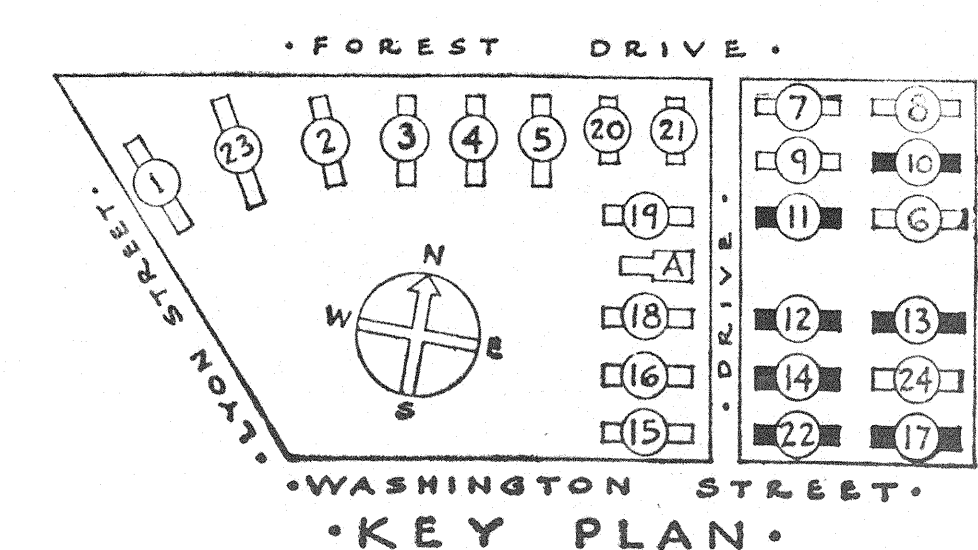 · FOREST DRIVE ·
7 8
1 23 2 3 4 5 20 21
9 10
19 11 6
A
N
W E
S
18 12 13
16 14 24
15 22 17
· LYON STREET ·
· DRIVE ·
· WASHINGTON STREET ·
· KEY PLAN ·